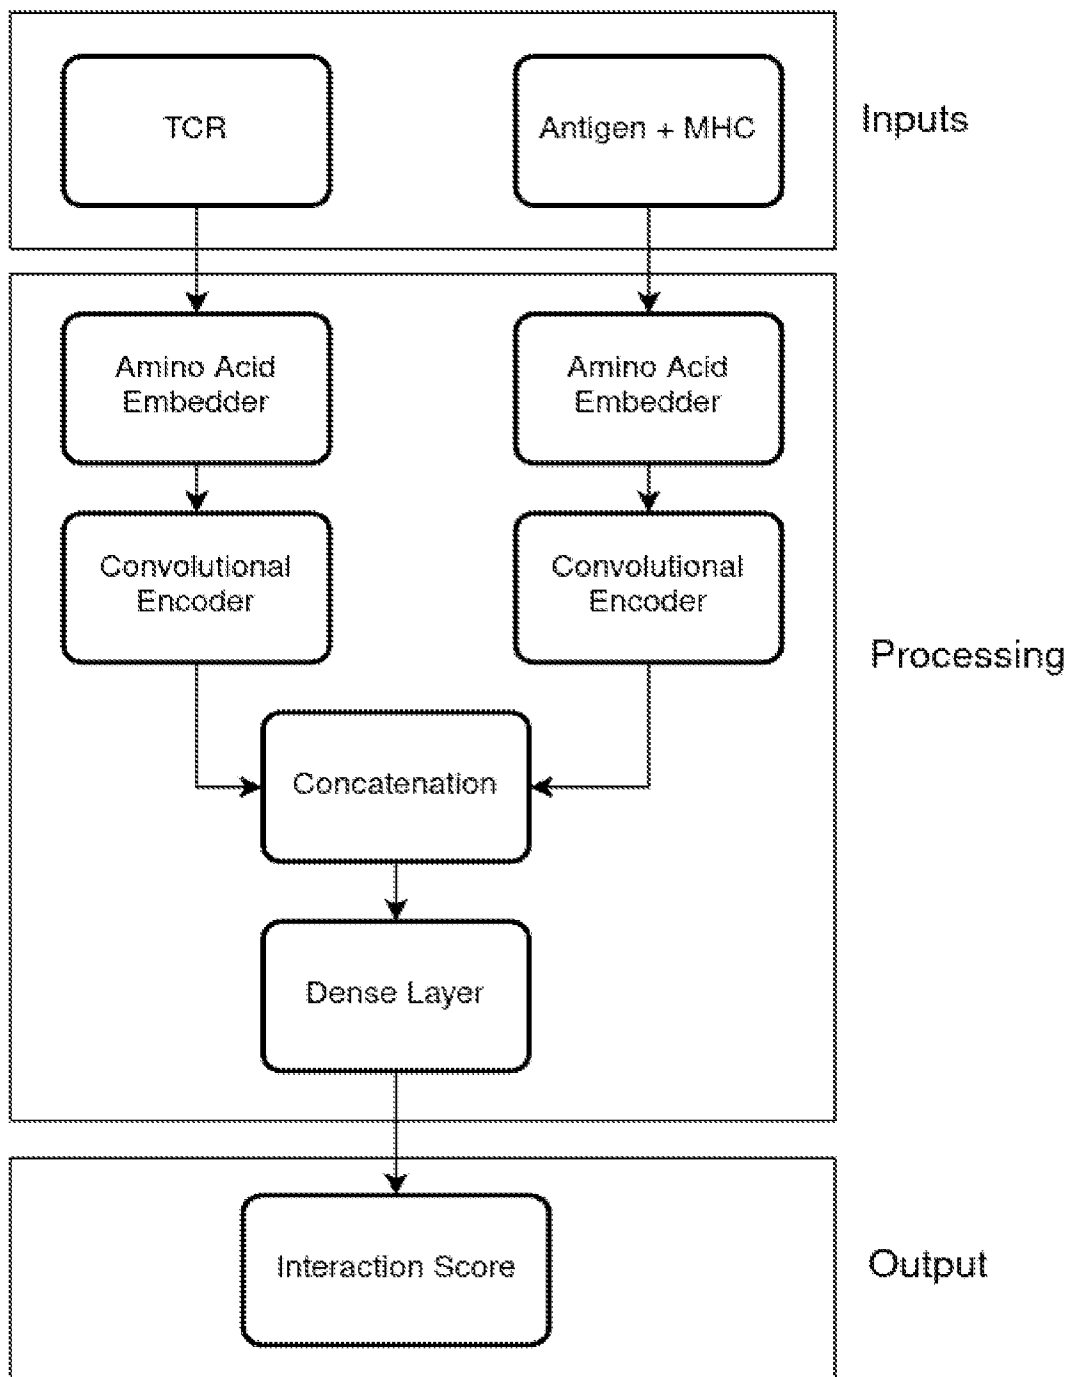 TCR
Antigen + MHC
Inputs
Amino Acid
Embedder
Amino Acid
Embedder
Convolutional
Encoder
Convolutional
Encoder
Processing
Concatenation
Dense Layer
Interaction Score
Output